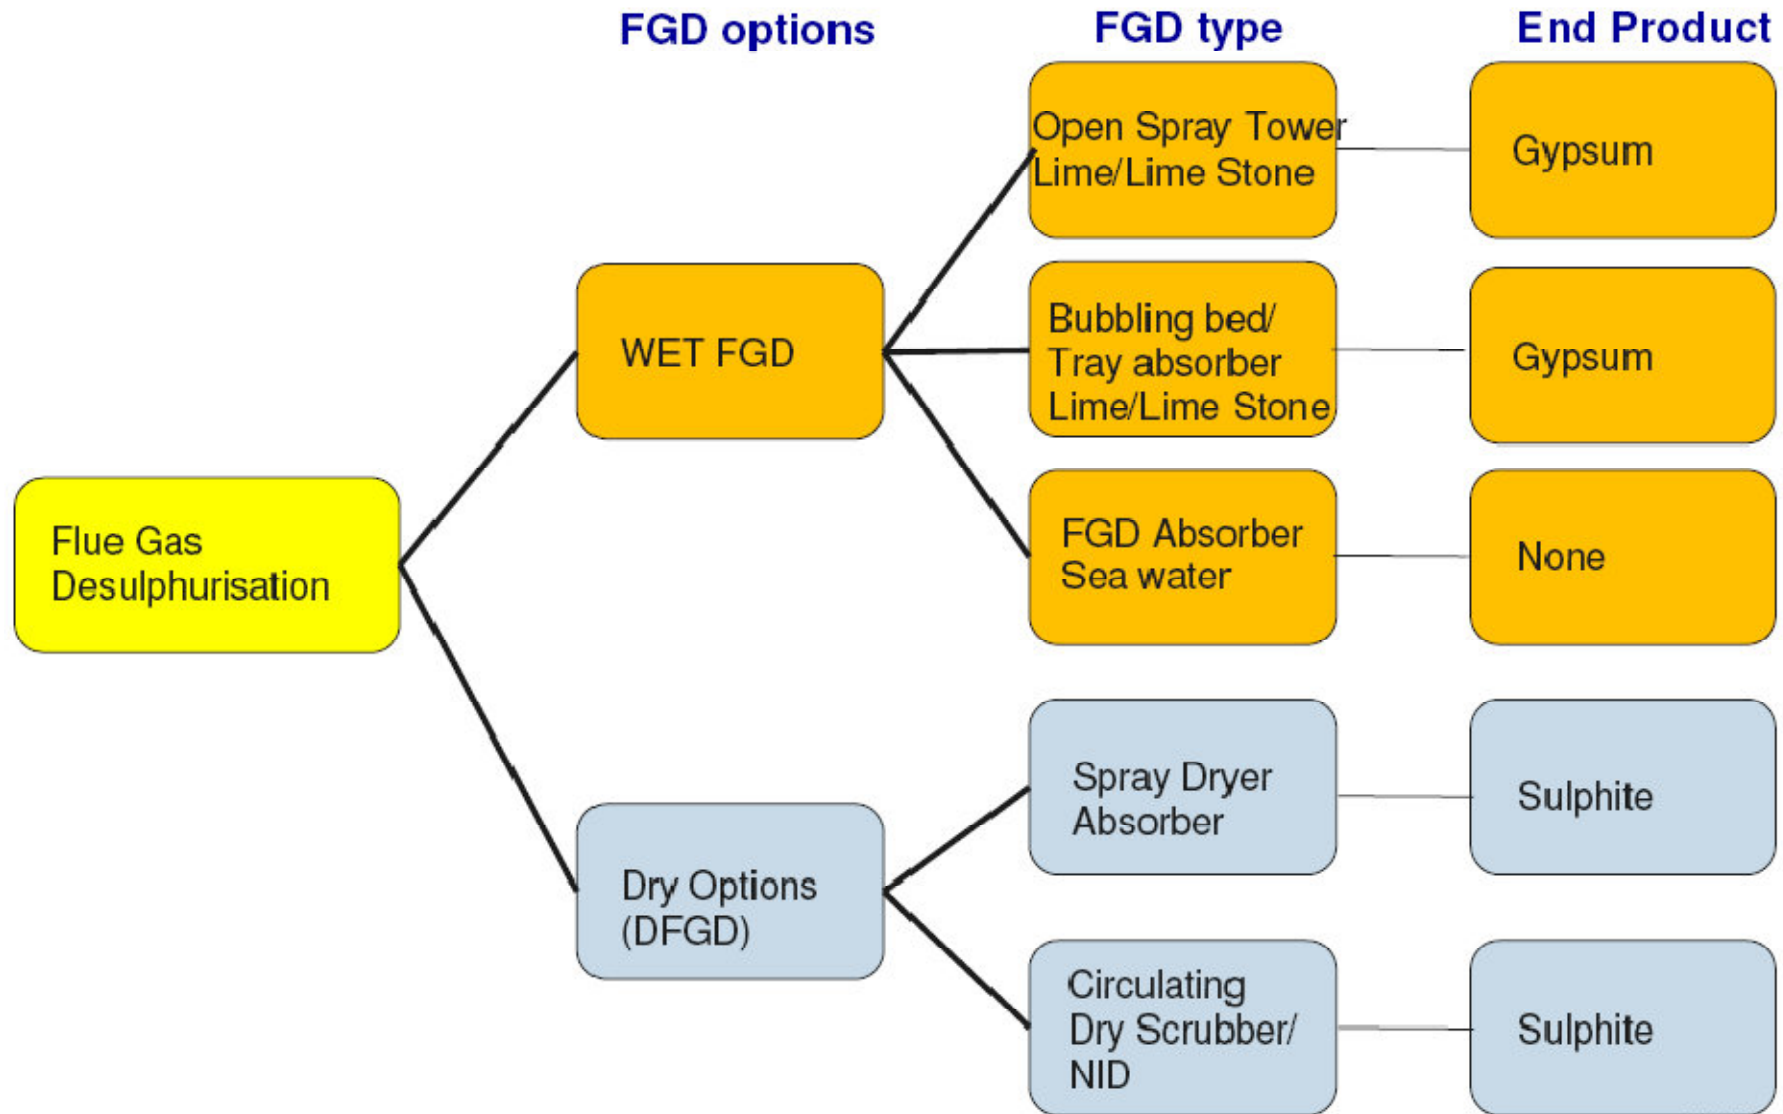 FGD options
FGD type
End Product
Open Spray Tower
Lime/Lime Stone
Gypsum
WET FGD
Bubbling bed/
Tray absorber
Lime/Lime Stone
Gypsum
FGD Absorber
Sea water
None
Flue Gas
Desulphurisation
Spray Dryer
Absorber
Sulphite
Dry Options
(DFGD)
Circulating
Dry Scrubber/
NID
Sulphite